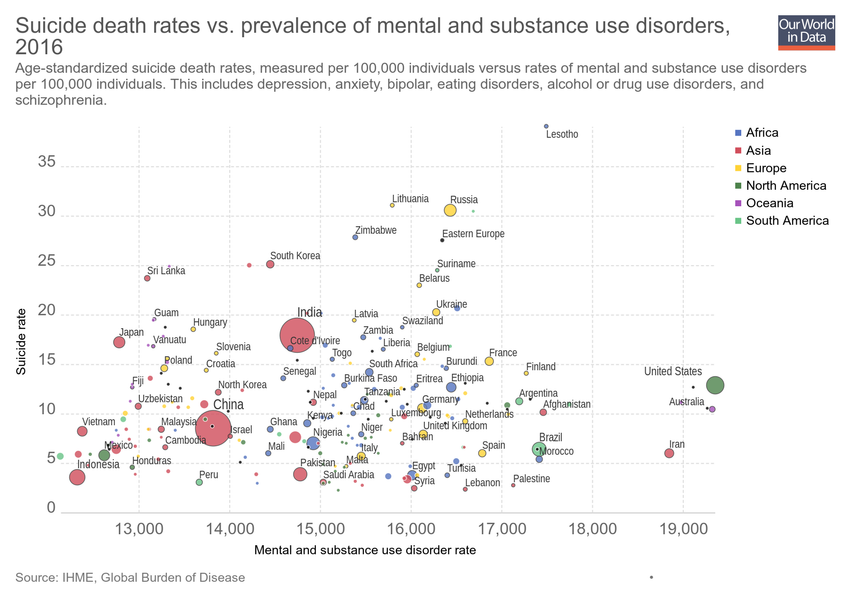 Suicide death rates vs. prevalence of mental and substance use disorders,
2016
Our World
in Data
Age-standardized suicide death rates, measured per 100,000 individuals versus rates of mental and substance use disorders
per 100,000 individuals. This includes depression, anxiety, bipolar, eating disorders, alcohol or drug use disorders, and
schizophrenia.
Lesotho
Africa
Asia
Europe
North America
Oceania
South America
35
Lithuania
Russia
30
Zimbabwe
Eastern Europe
South Korea
Suriname
25
Sri Lanka
Belarus
Ukraine
20
Guam
Hungary
India
Latvia
Swaziland
Japan
Vanuatu
Cote d'Ivoire
Zambia
Slovenia
Togo
Liberia
Belgium
France
15
Poland
Croatia
South Africa
Burundi
Finland
Fiji
North Korea
Senegal
Burkina Faso
Eritrea
Ethiopia
United States
Uzbekistan
Nepal
Tanzania
Argentina
10
China
Chad
Luxembourg
Germany
Netherlands
Afghanistan
Australia
Vietnam
Malaysia
Israel
Ghana
Kenya
Niger
United Kingdom
Mexico
Cambodia
Mali
Nigeria
Italy
Bahrain
Spain
Brazil
Morocco
Iran
5
Indonesia
Honduras
Peru
Pakistan
Malta
Saudi Arabia
Egypt
Syria
Tunisia
Lebanon
Palestine
0
Suicide rate
13,000
14,000
15,000
16,000
17,000
18,000
19,000
Mental and substance use disorder rate
Source: IHME, Global Burden of Disease